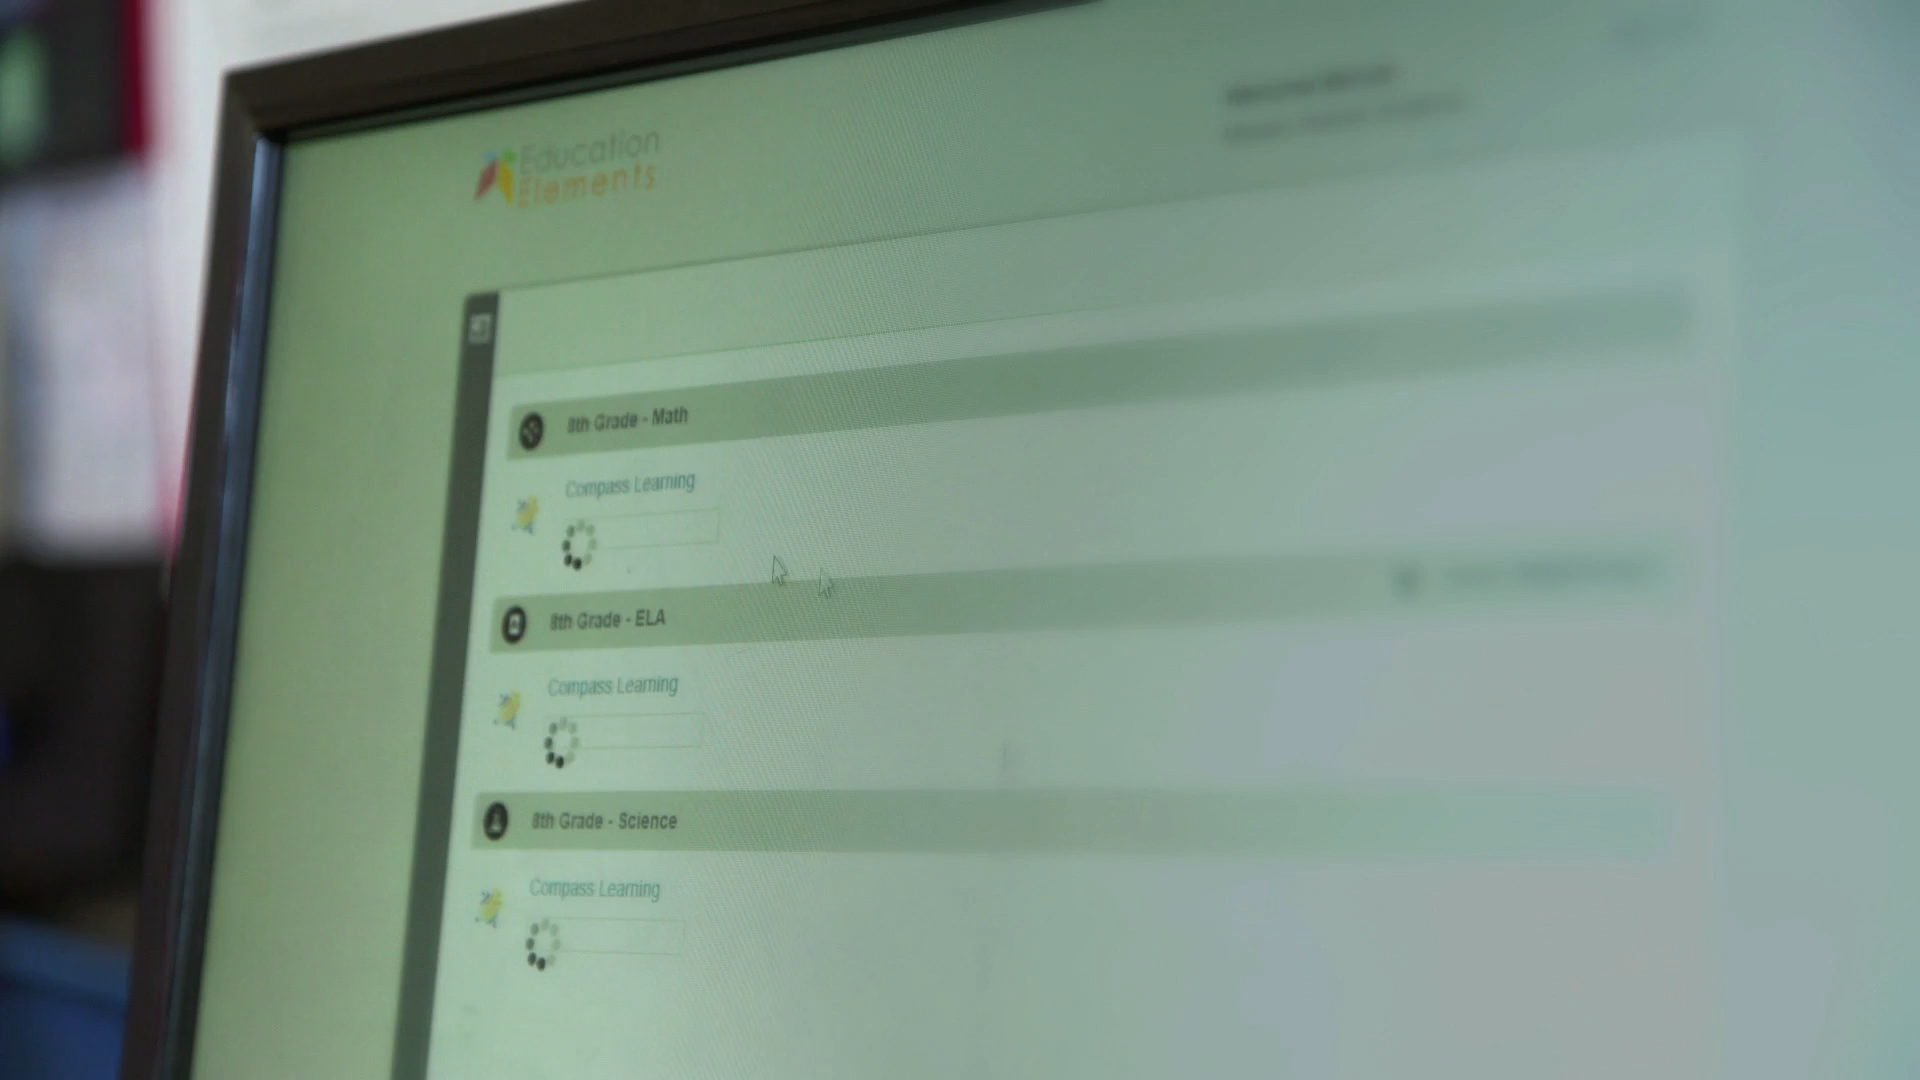 Education
Elements
8th Grade - Math
Compass Learning
8th Grade - ELA
Compass Learning
8th Grade - Science
Compass Learning